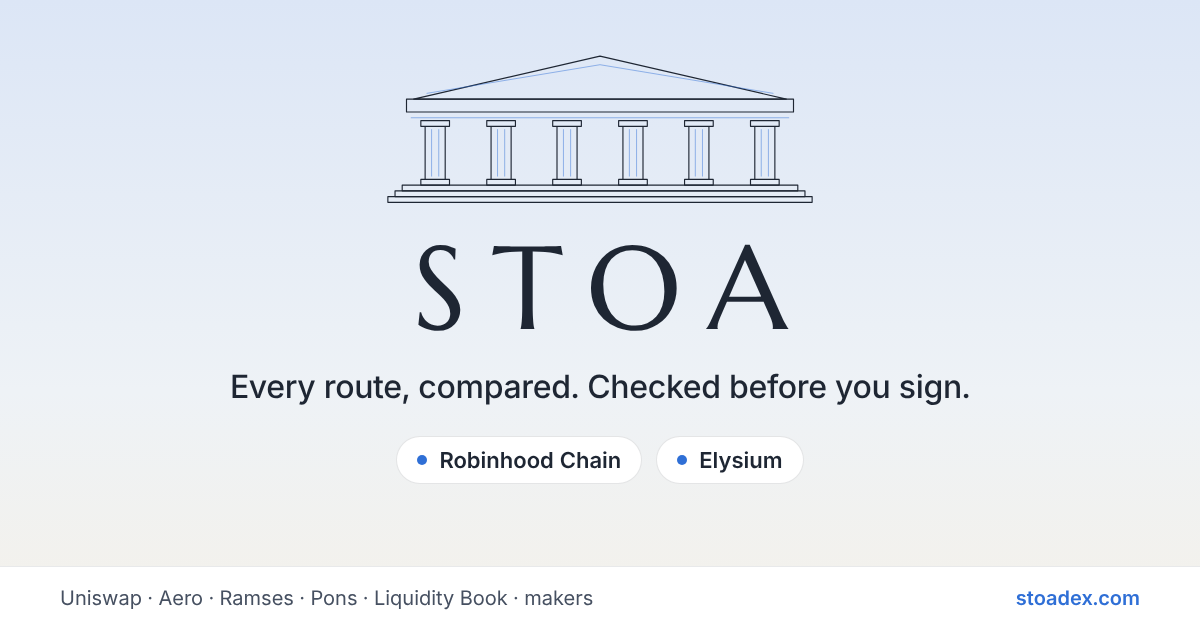 STOA
Every route, compared. Checked before you sign.
Robinhood Chain
Elysium
Uniswap · Aero · Ramses · Pons · Liquidity Book · makers
stoadex.com